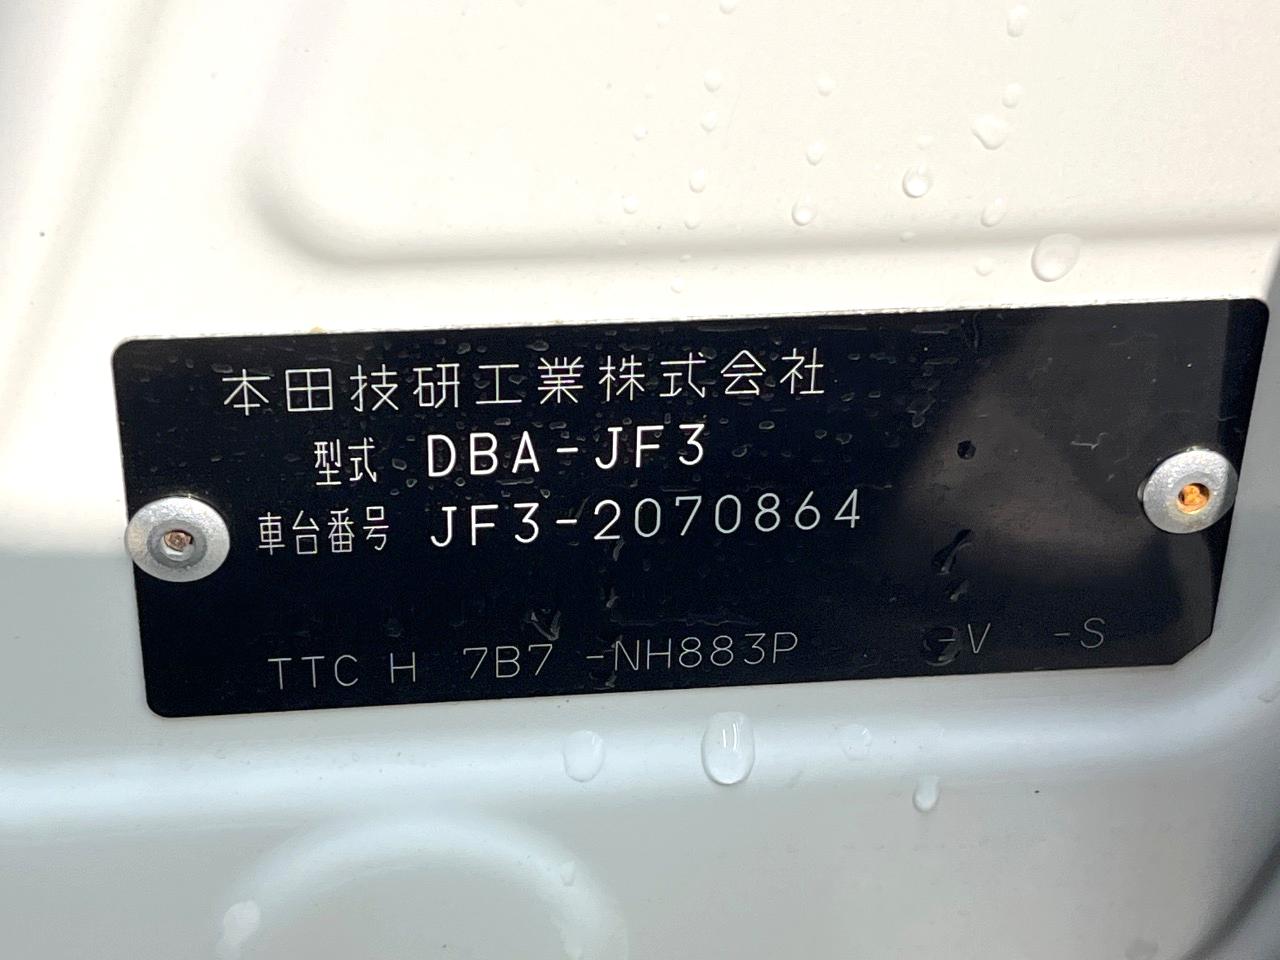 本田技研工業株式会社
型式 DBA-JF3
車台番号 JF3-2070864
TTC H 7B7 -NH883P -V -S